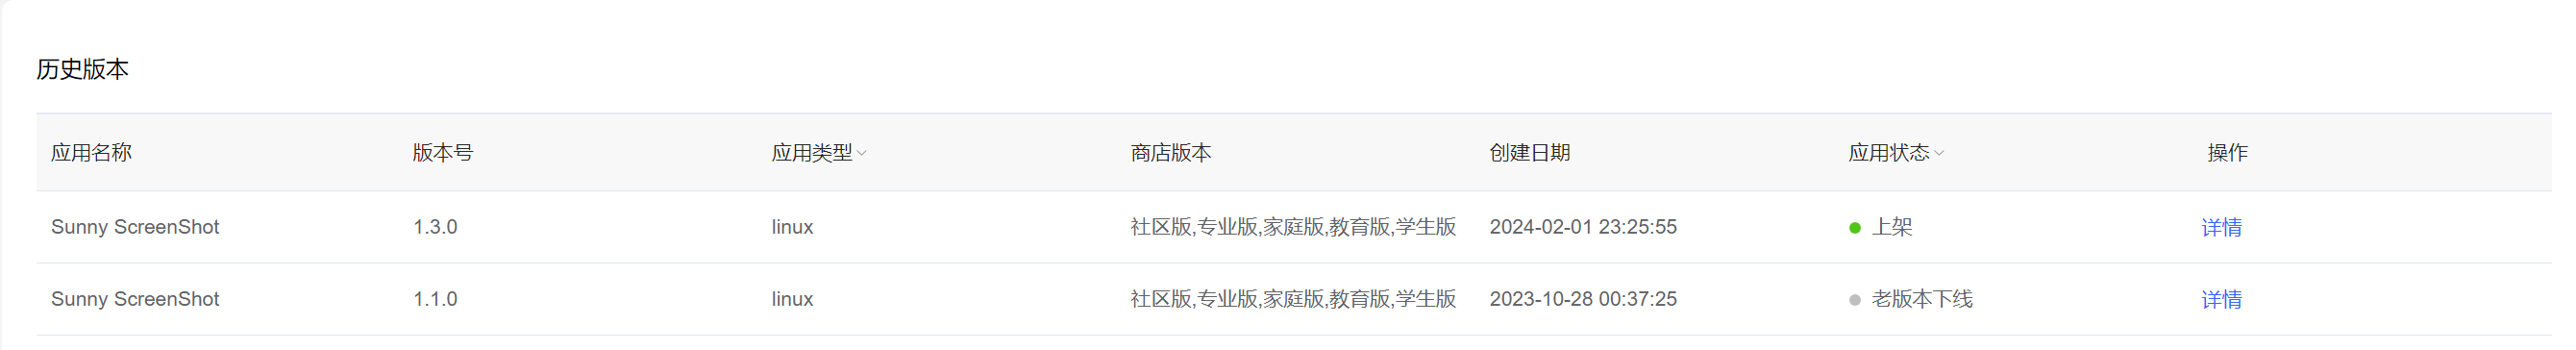 历史版本
应用名称 版本号 应用类型 商店版本 创建日期 应用状态 操作
Sunny ScreenShot 1.3.0 linux 社区版,专业版,家庭版,教育版,学生版 2024-02-01 23:25:55 上架 详情
Sunny ScreenShot 1.1.0 linux 社区版,专业版,家庭版,教育版,学生版 2023-10-28 00:37:25 老版本下线 详情